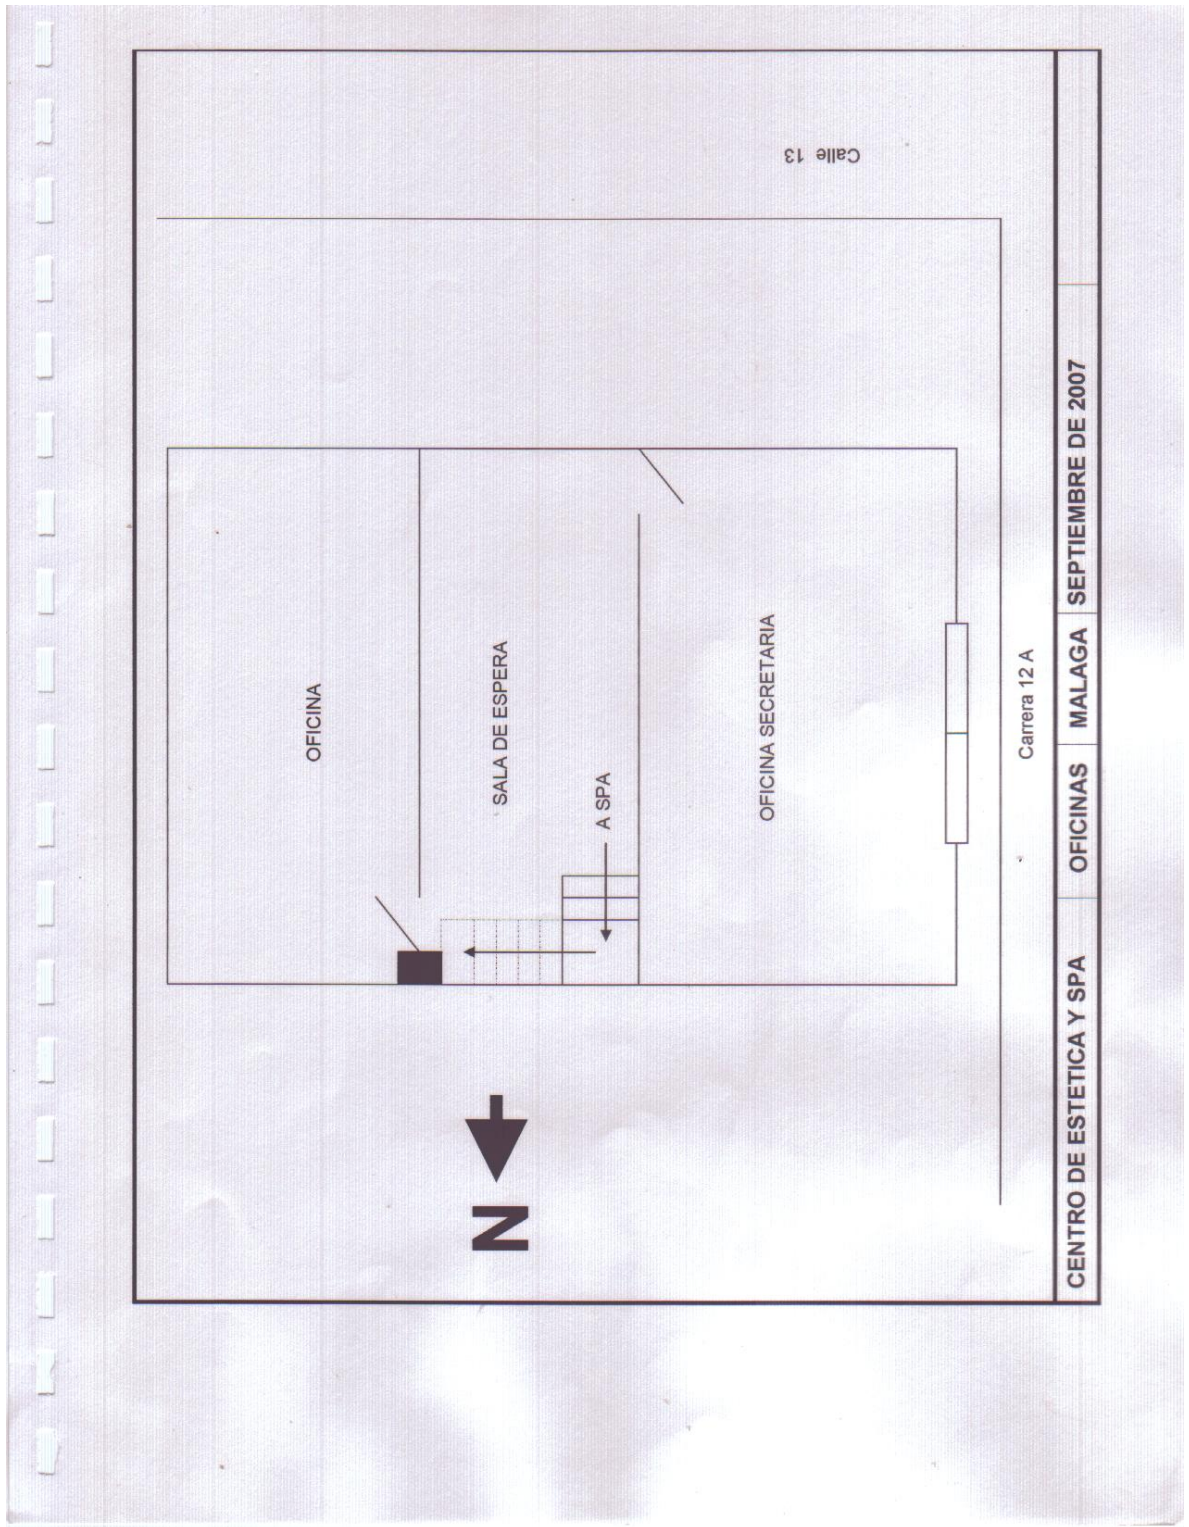 Calle 13
OFICINA
SALA DE ESPERA
A SPA
OFICINA SECRETARIA
Carrera 12 A
N
CENTRO DE ESTETICA Y SPA
OFICINAS
MALAGA
SEPTIEMBRE DE 2007